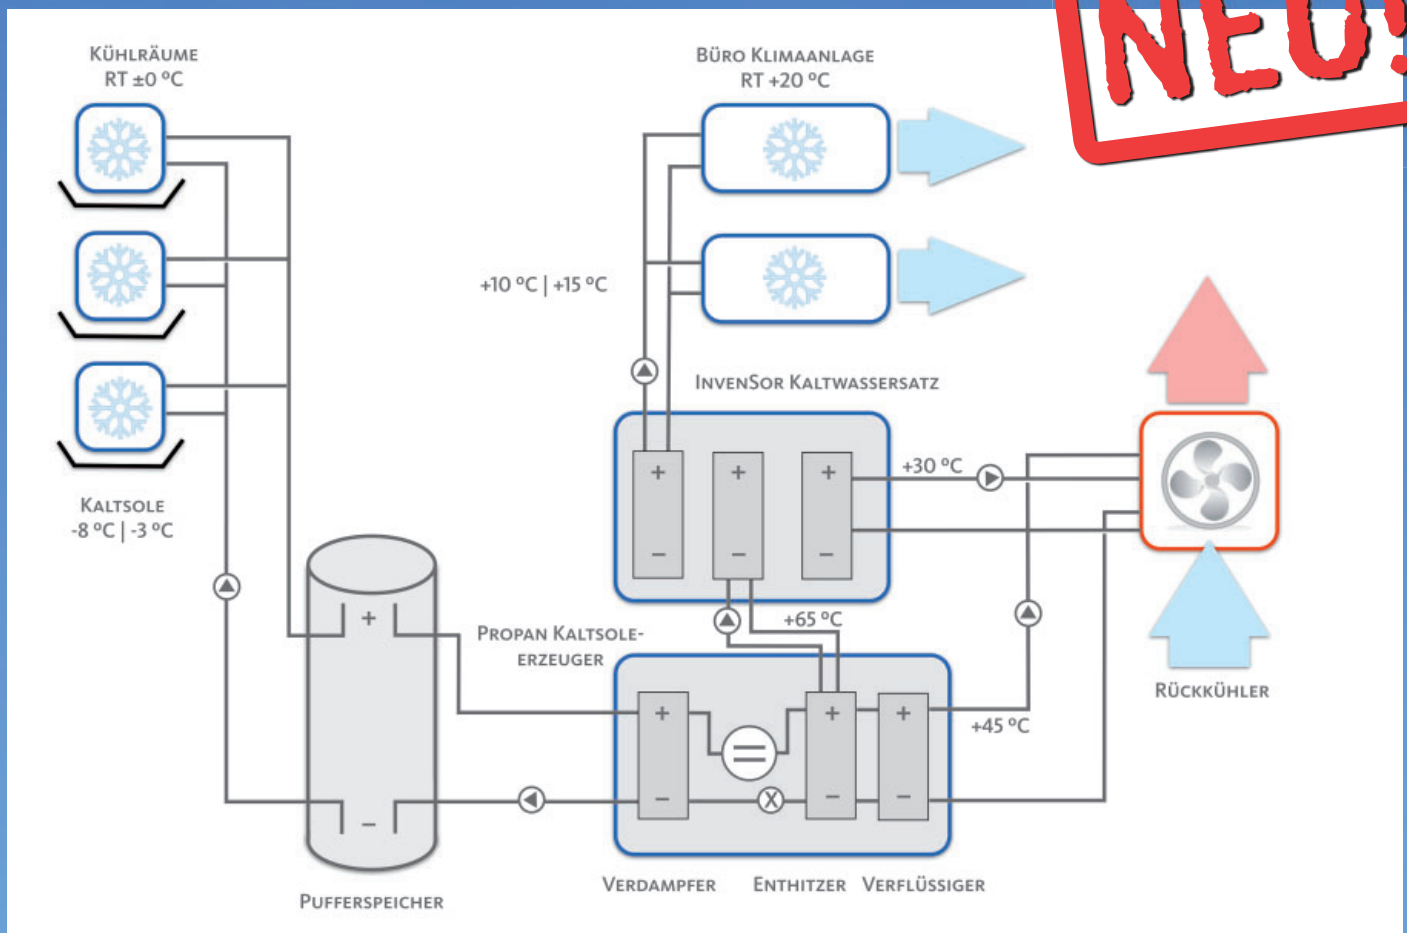 NEU!
KÜHLRÄUME
RT ±0 °C
BÜRO KLIMAANLAGE
RT +20 °C
+10 °C | +15 °C
INVENSOR KALTWASSERSATZ
KALTSOLE
-8 °C | -3 °C
+ + +
+30 °C
− − −
+
+65 °C
PROPAN KALTSOLE-
ERZEUGER
RÜCKKÜHLER
+ + +
+45 °C
− X − −
−
VERDAMPFER ENTHITZER VERFLÜSSIGER
PUFFERSPEICHER